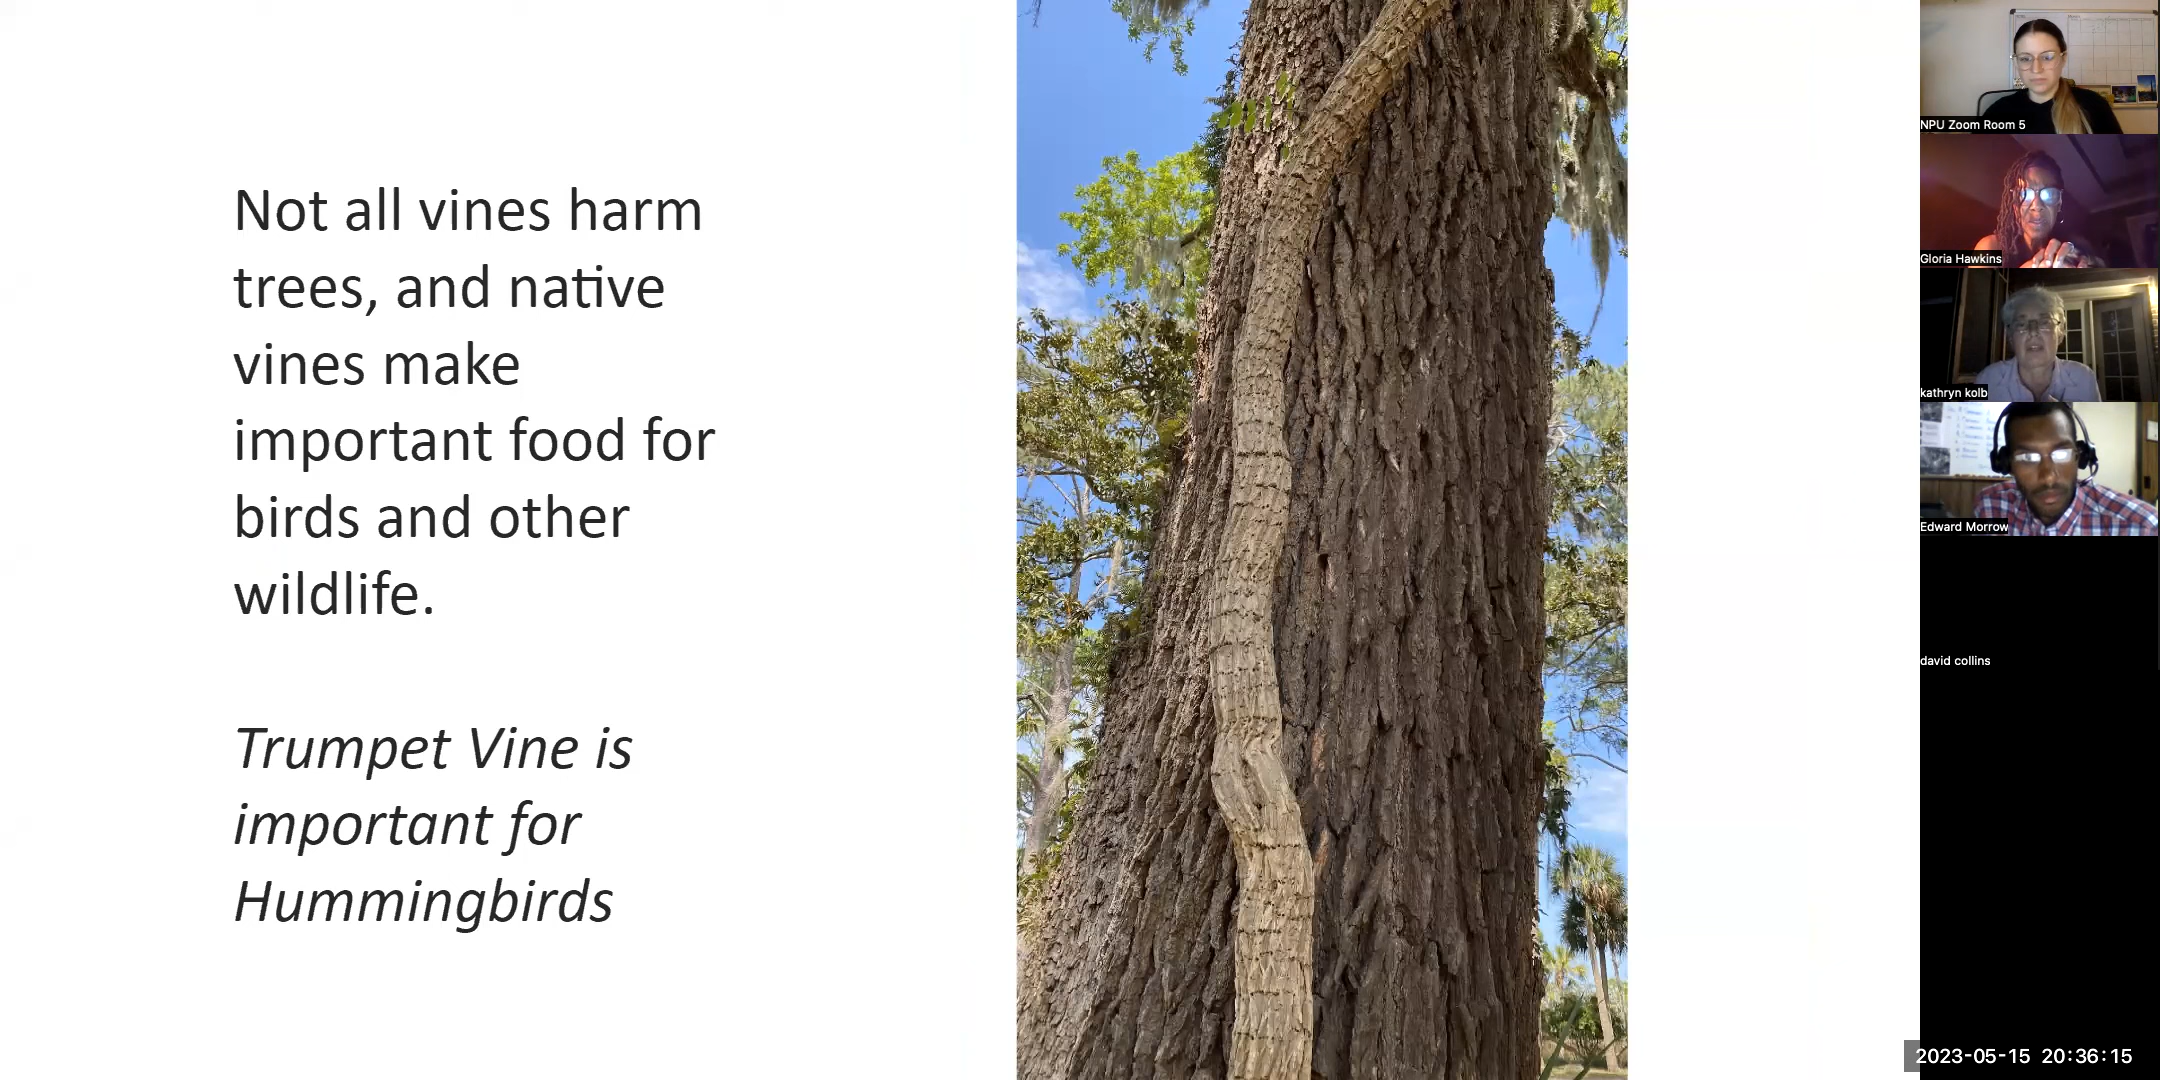 Not all vines harm
trees, and native
vines make
important food for
birds and other
wildlife.
Trumpet Vine is
important for
Hummingbirds
NPU Zoom Room 5
Gloria Hawkins
kathryn kolb
Edward Morrow
david collins
2023-05-15 20:36:15